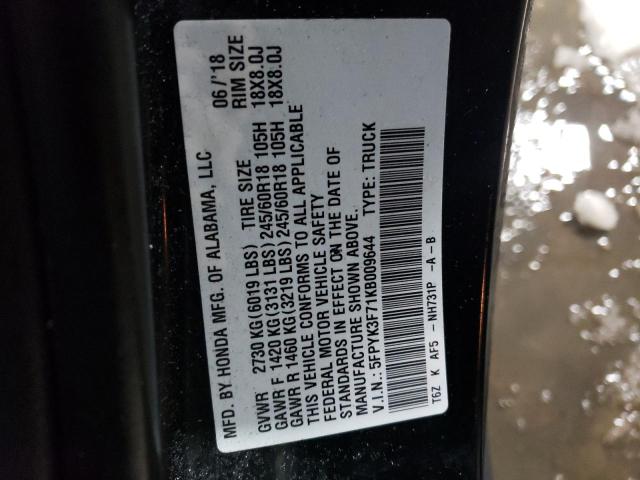 MFD. BY HONDA MFG. OF ALABAMA, LLC 06/'18
GVWR 2730 KG (6019 LBS) TIRE SIZE RIM SIZE
GAWR F 1420 KG (3131 LBS) 245/60R18 105H 18X8.0J
GAWR R 1460 KG (3219 LBS) 245/60R18 105H 18X8.0J
THIS VEHICLE CONFORMS TO ALL APPLICABLE
FEDERAL MOTOR VEHICLE SAFETY
STANDARDS IN EFFECT ON THE DATE OF
MANUFACTURE SHOWN ABOVE.
V.I.N.: 5FPYK3F71KB009644 TYPE: TRUCK
T6Z K AF5 - NH731P -A - B